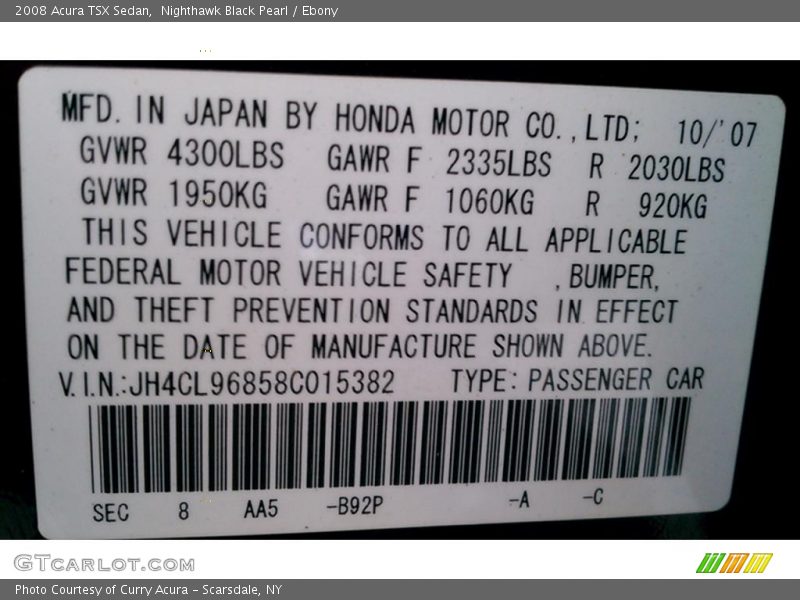 2008 Acura TSX Sedan,  Nighthawk Black Pearl / Ebony
MFD. IN JAPAN BY HONDA MOTOR CO.,LTD; 10/'07
GVWR 4300LBS GAWR F 2335LBS R 2030LBS
GVWR 1950KG GAWR F 1060KG R 920KG
THIS VEHICLE CONFORMS TO ALL APPLICABLE
FEDERAL MOTOR VEHICLE SAFETY ,BUMPER,
AND THEFT PREVENTION STANDARDS IN EFFECT
ON THE DATE OF MANUFACTURE SHOWN ABOVE.
V.I.N.:JH4CL96858C015382 TYPE: PASSENGER CAR
SEC 8 AA5 -B92P -A -C
GTCARLOT.COM
Photo Courtesy of Curry Acura - Scarsdale, NY